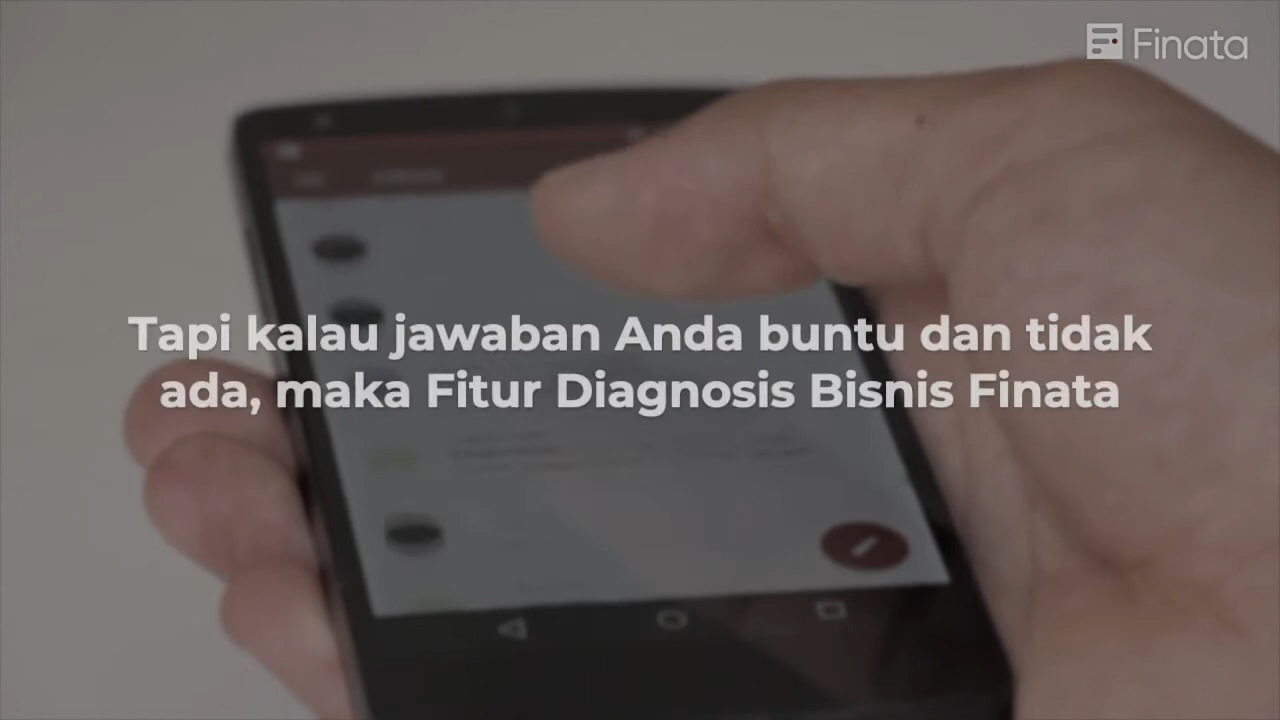 Finata
Tapi kalau jawaban Anda buntu dan tidak
ada, maka Fitur Diagnosis Bisnis Finata